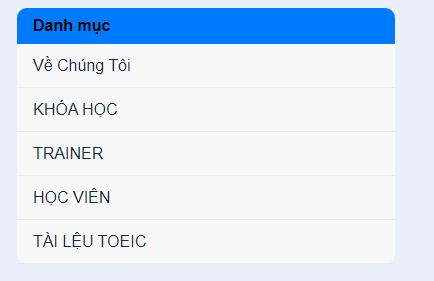 Danh mục
Về Chúng Tôi
KHÓA HỌC
TRAINER
HỌC VIÊN
TÀI LỆU TOEIC